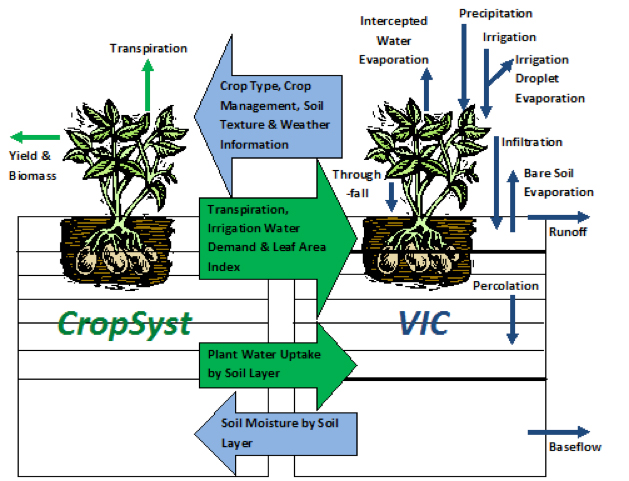 Transpiration
Yield &
Biomass
Crop Type, Crop
Management, Soil
Texture & Weather
Information
Intercepted
Water
Evaporation
Precipitation
Irrigation
Irrigation
Droplet
Evaporation
Infiltration
Through
-fall
Bare Soil
Evaporation
Runoff
Transpiration,
Irrigation Water
Demand & Leaf Area
Index
Percolation
CropSyst
VIC
Plant Water Uptake
by Soil Layer
Soil Moisture by Soil
Layer
Baseflow